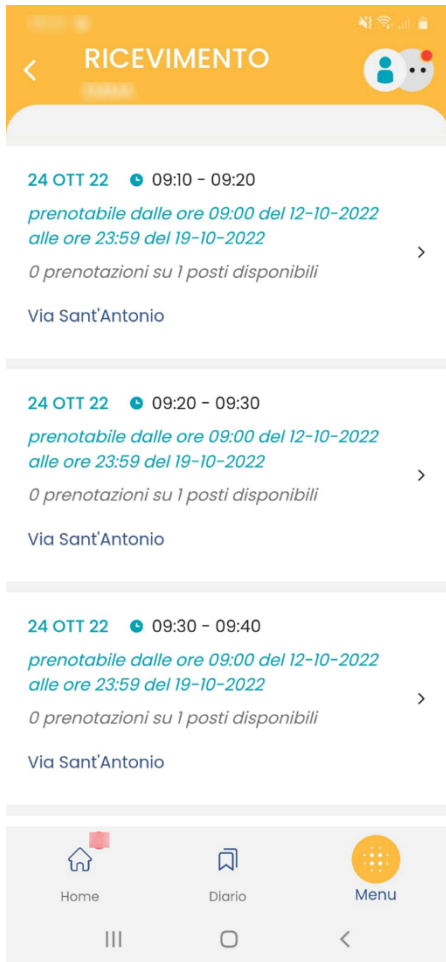 RICEVIMENTO
24 OTT 22 09:10 - 09:20
prenotabile dalle ore 09:00 del 12-10-2022
alle ore 23:59 del 19-10-2022
0 prenotazioni su 1 posti disponibili
Via Sant'Antonio
24 OTT 22 09:20 - 09:30
prenotabile dalle ore 09:00 del 12-10-2022
alle ore 23:59 del 19-10-2022
0 prenotazioni su 1 posti disponibili
Via Sant'Antonio
24 OTT 22 09:30 - 09:40
prenotabile dalle ore 09:00 del 12-10-2022
alle ore 23:59 del 19-10-2022
0 prenotazioni su 1 posti disponibili
Via Sant'Antonio
Home Diario Menu